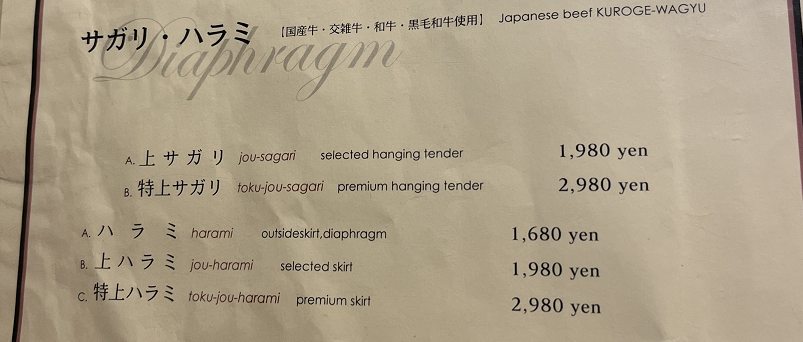 サガリ・ハラミ 【国産牛・交雑牛・和牛・黒毛和牛使用】 Japanese beef KUROGE-WAGYU
Diaphragm
A. 上サガリ jou-sagari selected hanging tender 1,980 yen
B. 特上サガリ toku-jou-sagari premium hanging tender 2,980 yen
A. ハラミ harami outsideskirt,diaphragm 1,680 yen
B. 上ハラミ jou-harami selected skirt 1,980 yen
C. 特上ハラミ toku-jou-harami premium skirt 2,980 yen